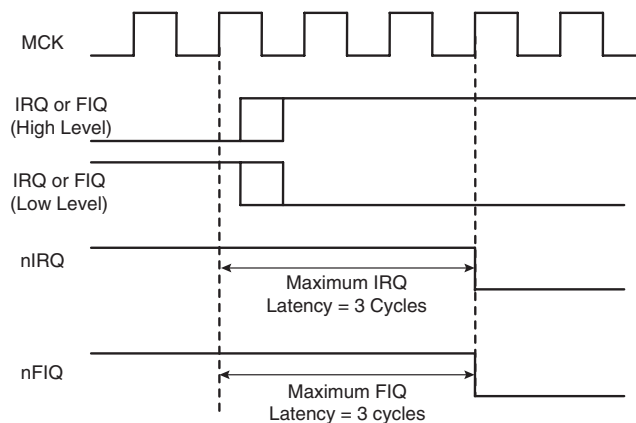 MCK
IRQ or FIQ
(High Level)
IRQ or FIQ
(Low Level)
nIRQ
Maximum IRQ
Latency = 3 Cycles
nFIQ
Maximum FIQ
Latency = 3 cycles